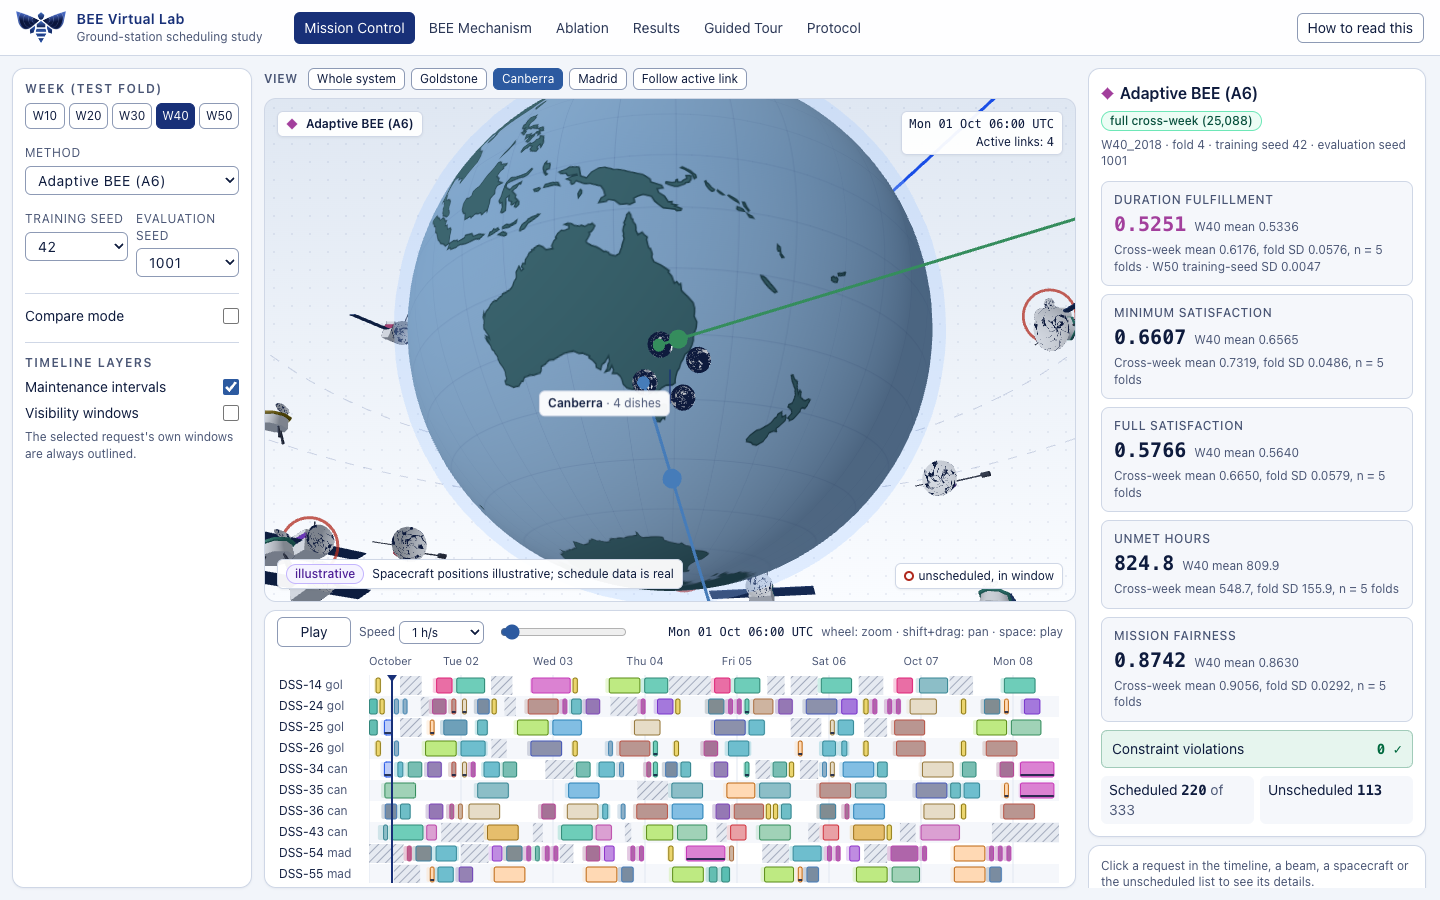 BEE Virtual Lab
Ground-station scheduling study
Mission Control
BEE Mechanism
Ablation
Results
Guided Tour
Protocol
How to read this
WEEK (TEST FOLD)
W10
W20
W30
W40
W50
METHOD
Adaptive BEE (A6)
TRAINING SEED
42
EVALUATION
SEED
1001
Compare mode
TIMELINE LAYERS
Maintenance intervals
Visibility windows
The selected request's own windows
are always outlined.
VIEW
Whole system
Goldstone
Canberra
Madrid
Follow active link
Adaptive BEE (A6)
Mon 01 Oct 06:00 UTC
Active links: 4
Canberra · 4 dishes
illustrative Spacecraft positions illustrative; schedule data is real
unscheduled, in window
Play
Speed
1 h/s
Mon 01 Oct 06:00 UTC
wheel: zoom · shift+drag: pan · space: play
October
Tue 02
Wed 03
Thu 04
Fri 05
Sat 06
Oct 07
Mon 08
DSS-14 gol
DSS-24 gol
DSS-25 gol
DSS-26 gol
DSS-34 can
DSS-35 can
DSS-36 can
DSS-43 can
DSS-54 mad
DSS-55 mad
Adaptive BEE (A6)
full cross-week (25,088)
W40_2018 · fold 4 · training seed 42 · evaluation seed
1001
DURATION FULFILLMENT
0.5251 W40 mean 0.5336
Cross-week mean 0.6176, fold SD 0.0576, n = 5
folds · W50 training-seed SD 0.0047
MINIMUM SATISFACTION
0.6607 W40 mean 0.6565
Cross-week mean 0.7319, fold SD 0.0486, n = 5
folds
FULL SATISFACTION
0.5766 W40 mean 0.5640
Cross-week mean 0.6650, fold SD 0.0579, n = 5
folds
UNMET HOURS
824.8 W40 mean 809.9
Cross-week mean 548.7, fold SD 155.9, n = 5 folds
MISSION FAIRNESS
0.8742 W40 mean 0.8630
Cross-week mean 0.9056, fold SD 0.0292, n = 5
folds
Constraint violations 0 ✓
Scheduled 220 of
333
Unscheduled 113
Click a request in the timeline, a beam, a spacecraft or
the unscheduled list to see its details.